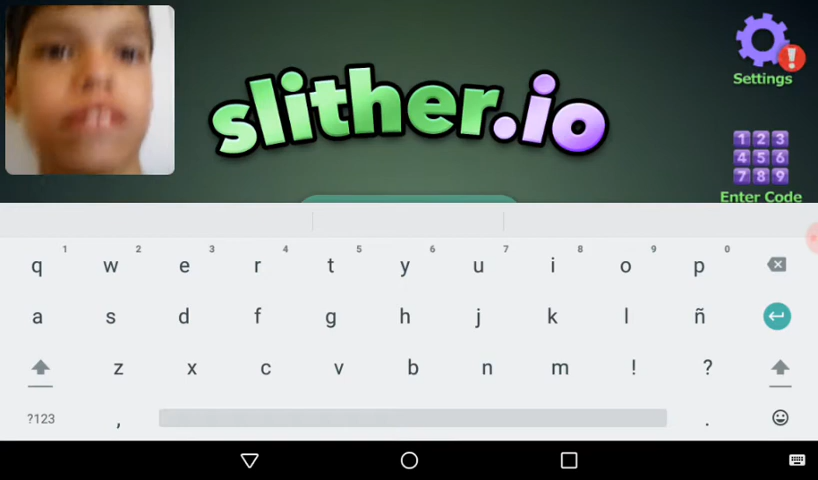 slither.io
Settings
1 2 3
4 5 6
7 8 9
Enter Code
1 2 3 4 5 6 7 8 9 0
q w e r t y u i o p
a s d f g h j k l ñ
z x c v b n m ! ?
?123 , .